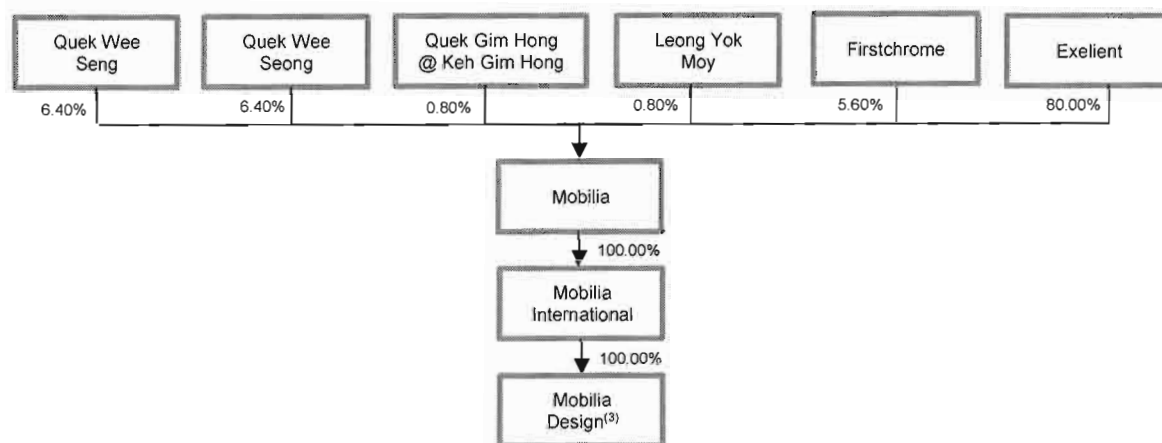 Quek Wee
Seng
Quek Wee
Seong
Quek Gim Hong
@ Keh Gim Hong
Leong Yok
Moy
Firstchrome
Exelient
6.40%
6.40%
0.80%
0.80%
5.60%
80.00%
Mobilia
100.00%
Mobilia
International
100.00%
Mobilia
Design(3)